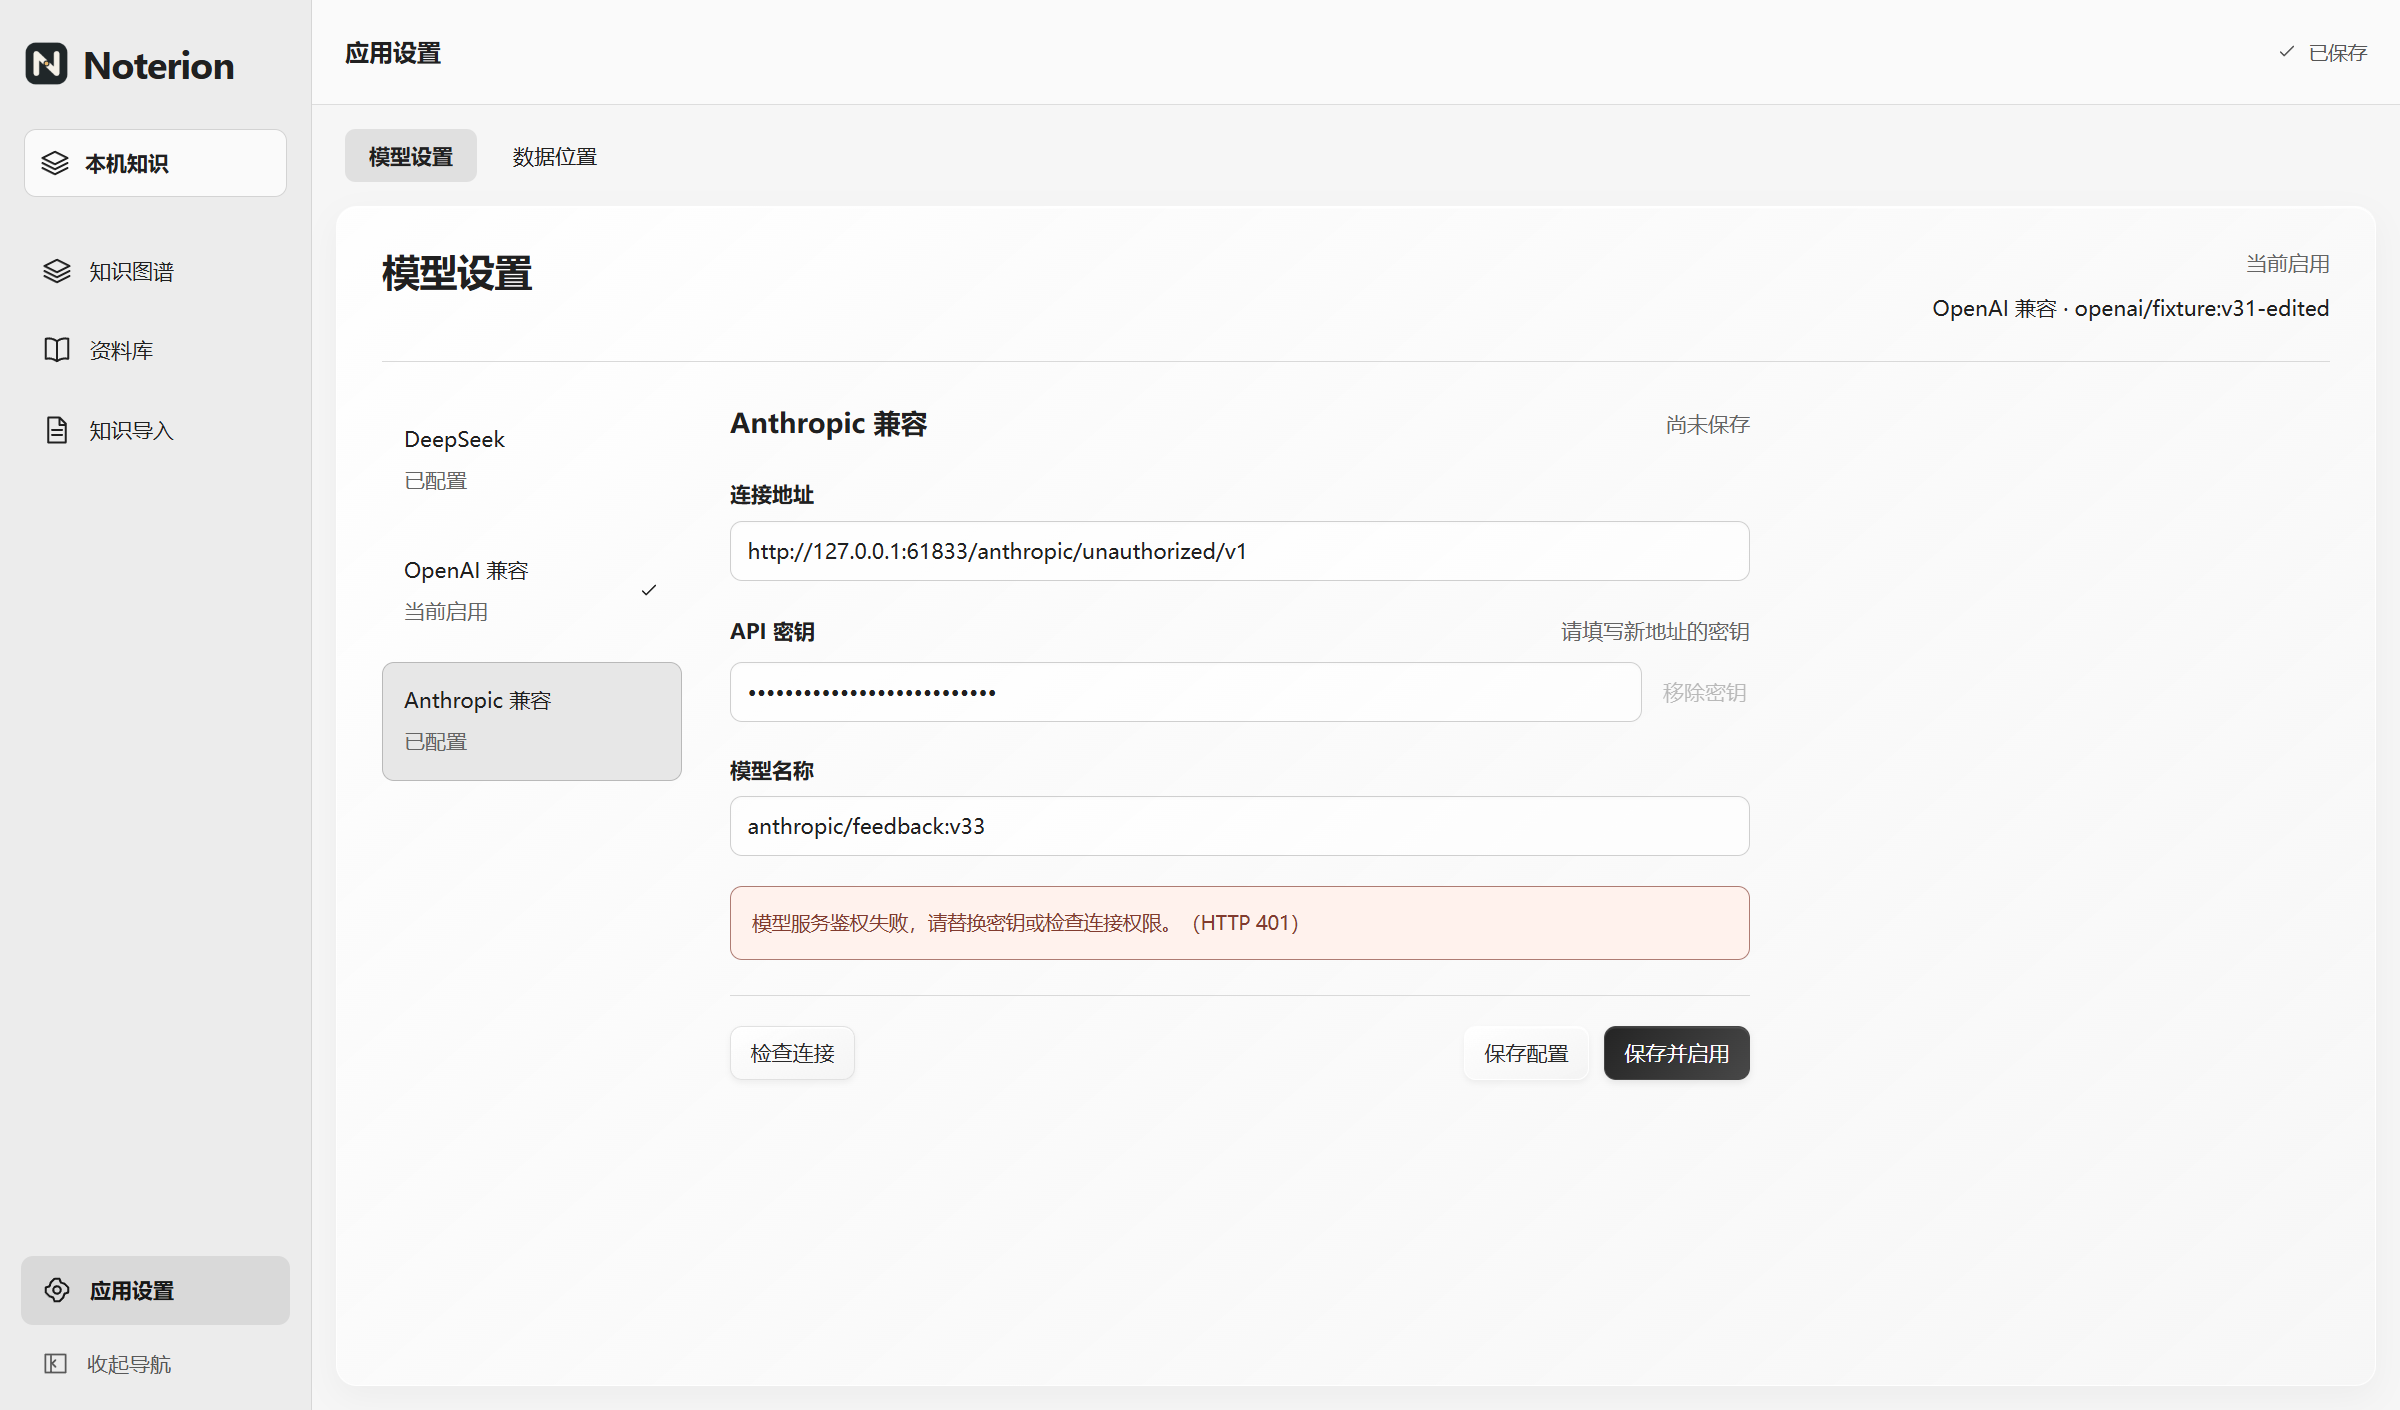 Noterion
本机知识
知识图谱
资料库
知识导入
应用设置
收起导航
应用设置
已保存
模型设置
数据位置
模型设置
当前启用
OpenAI 兼容 · openai/fixture:v31-edited
DeepSeek
已配置
OpenAI 兼容
当前启用
Anthropic 兼容
已配置
Anthropic 兼容
尚未保存
连接地址
http://127.0.0.1:61833/anthropic/unauthorized/v1
API 密钥
请填写新地址的密钥
•••••••••••••••••••••••••••
移除密钥
模型名称
anthropic/feedback:v33
模型服务鉴权失败，请替换密钥或检查连接权限。（HTTP 401）
检查连接
保存配置
保存并启用